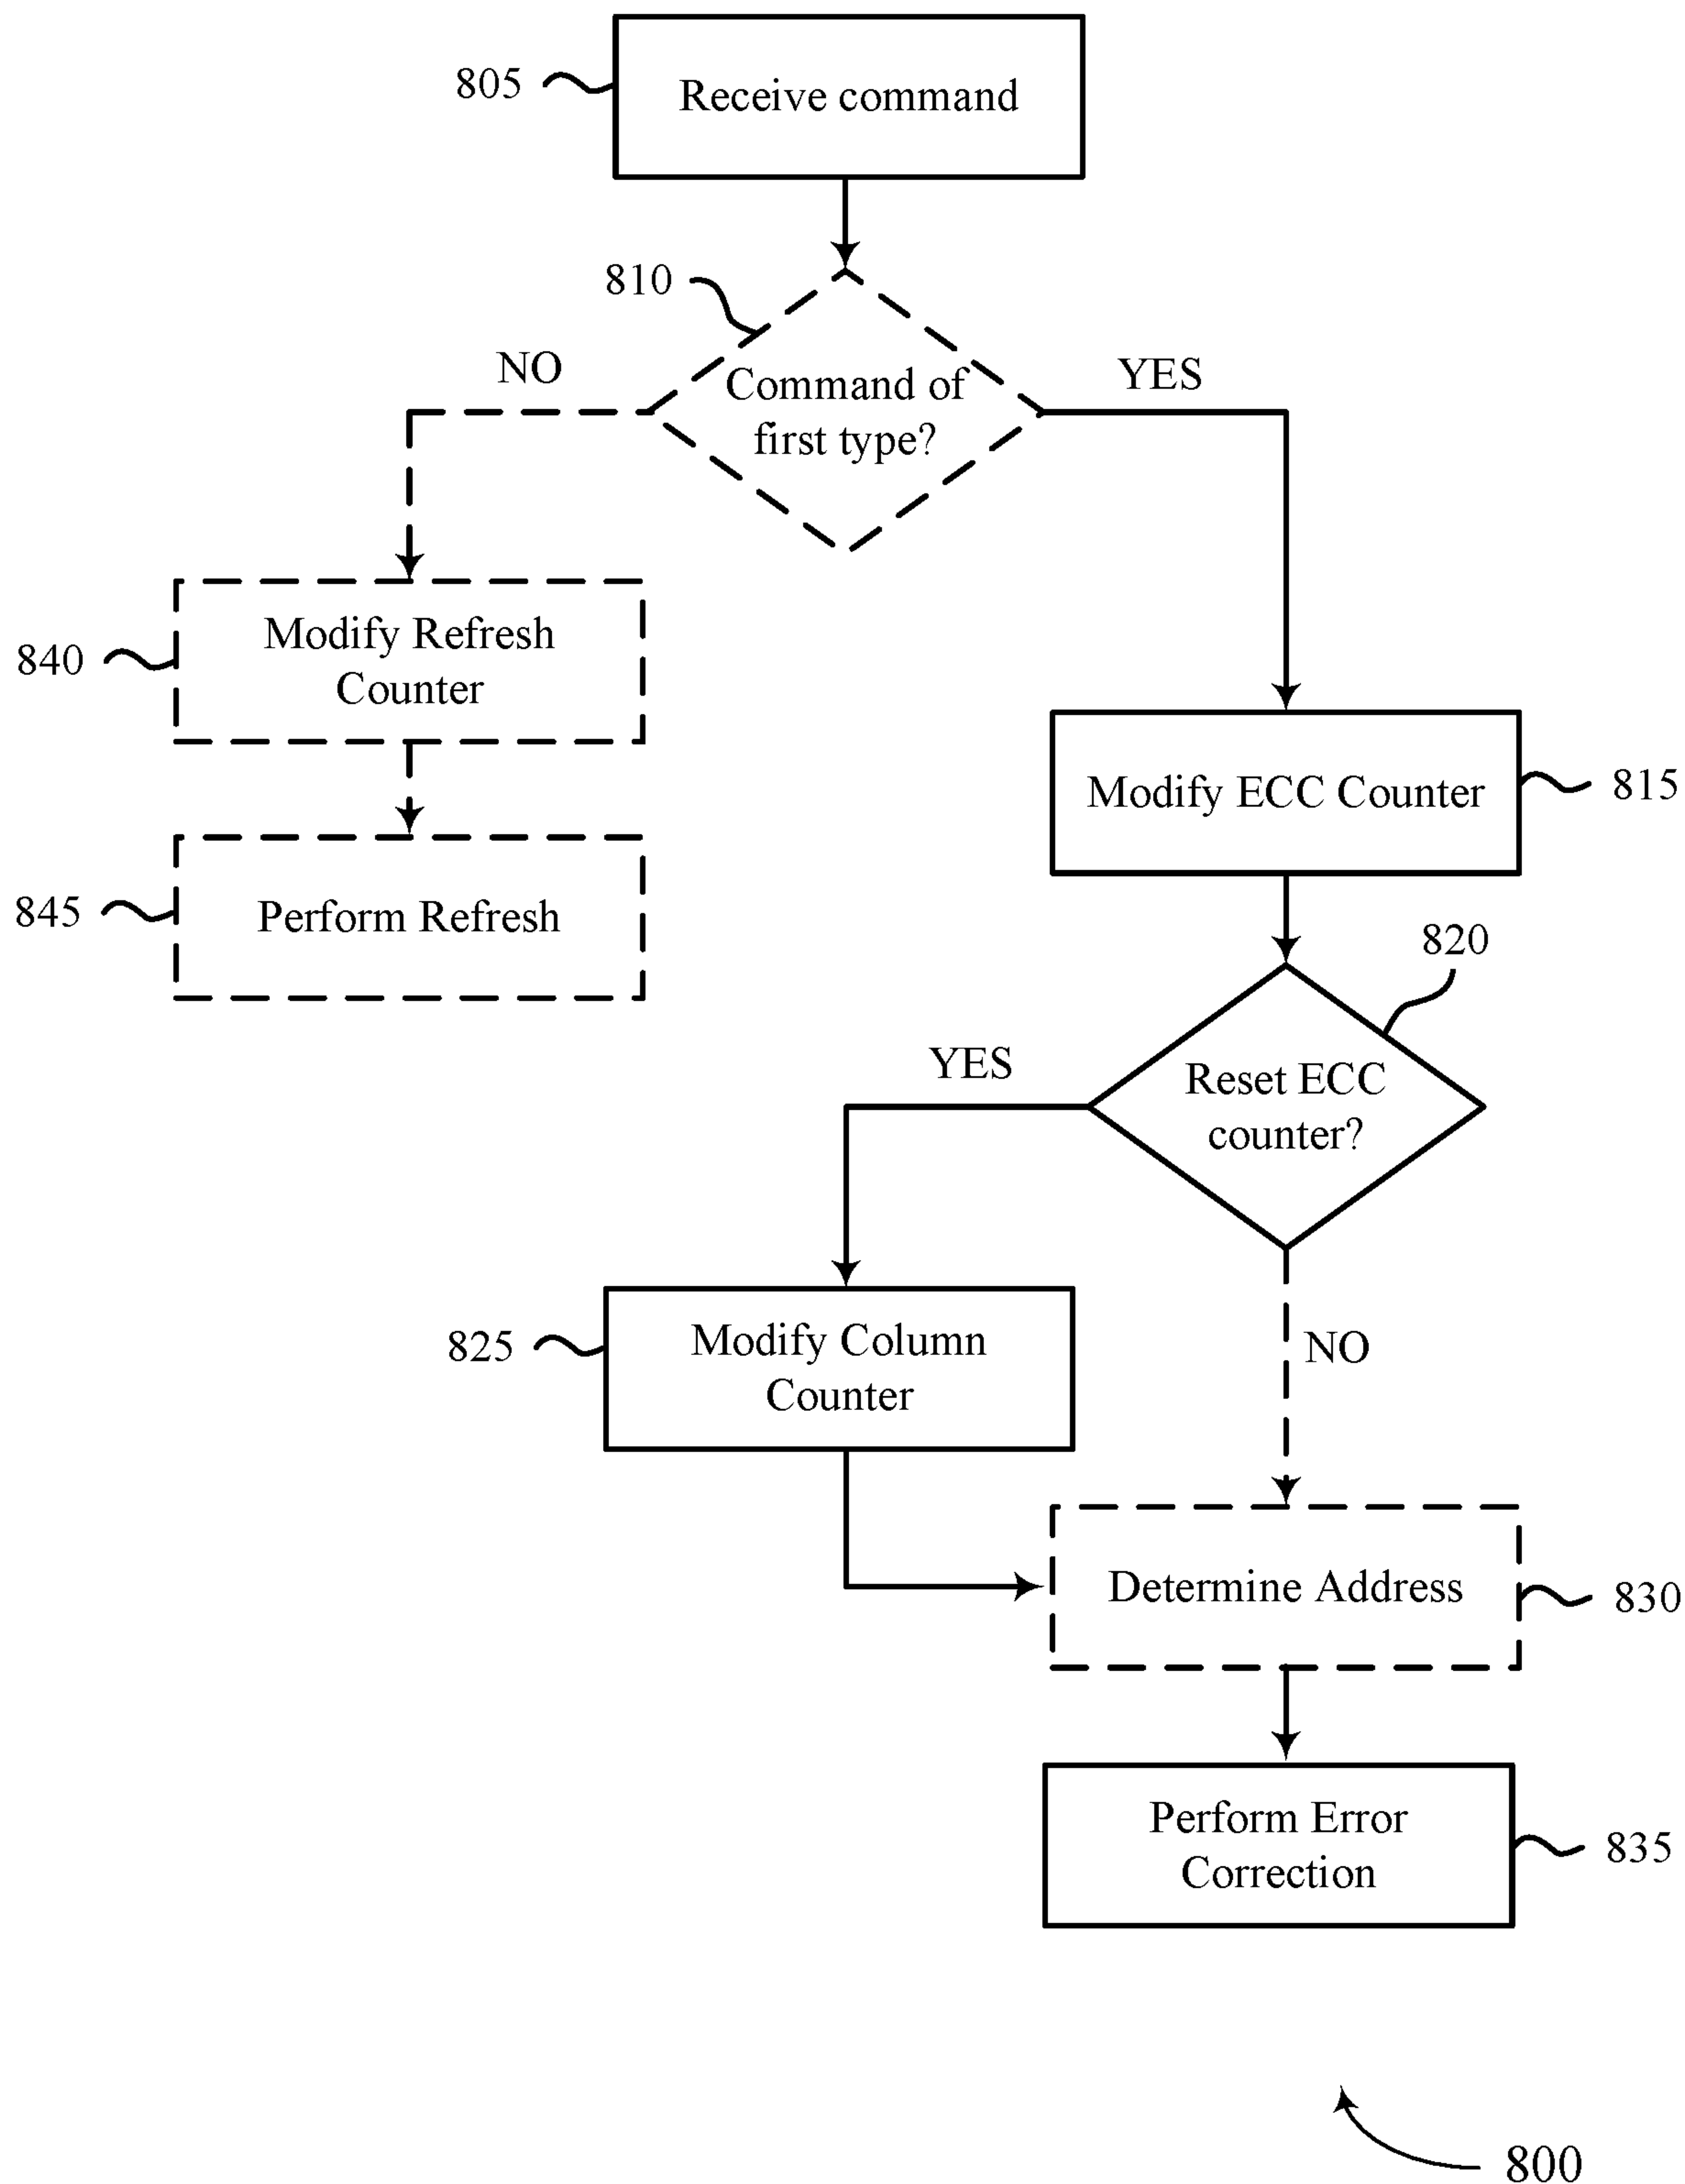 805
Receive command
810
NO
YES
Command of
first type?
Modify Refresh
Counter
840
Modify ECC Counter
815
845
Perform Refresh
820
YES
Reset ECC
counter?
825
Modify Column
Counter
NO
Determine Address
830
Perform Error
Correction
835
800